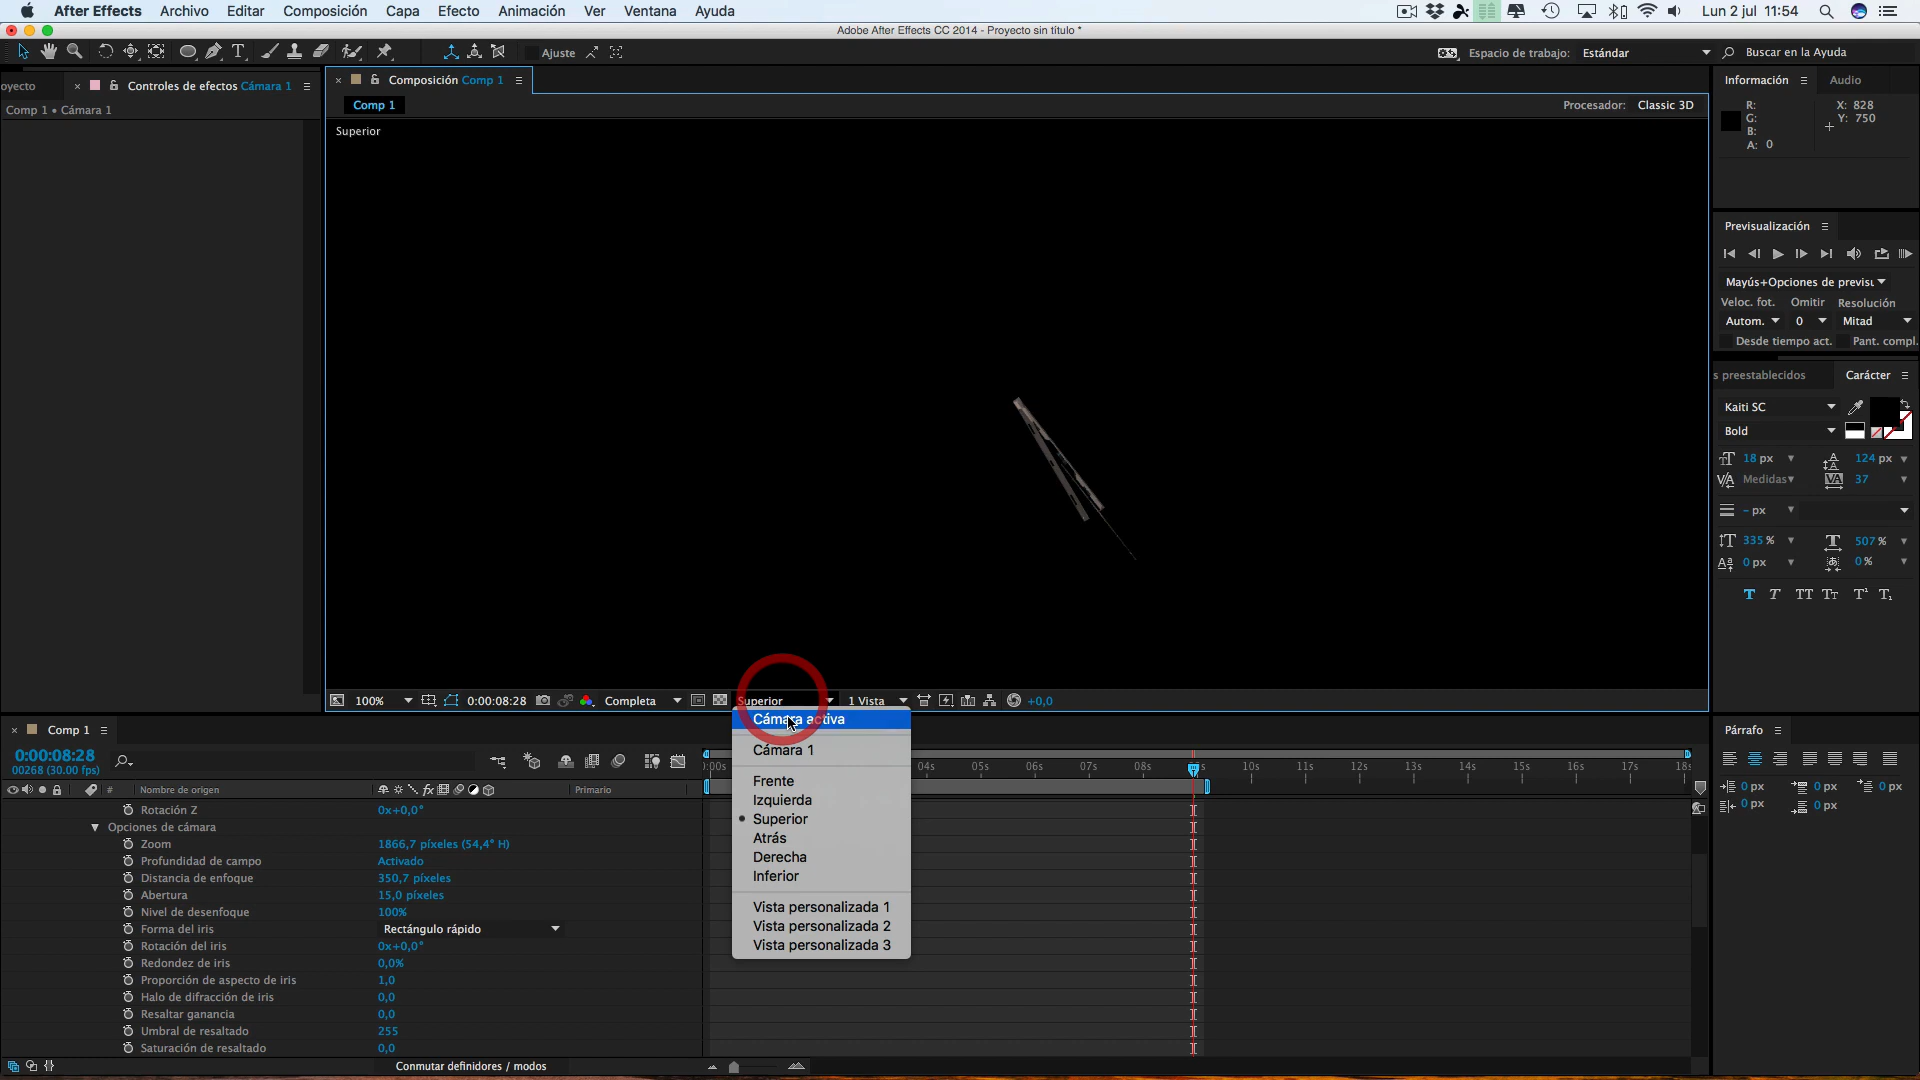 After Effects Archivo Editar Composición Capa Efecto Animación Ver Ventana Ayuda Lun 2 jul 11:54
Adobe After Effects CC 2014 - Proyecto sin título *
Ajuste Espacio de trabajo: Estándar Buscar en la Ayuda
oyecto Controles de efectos Cámara 1
Comp 1 • Cámara 1
Composición Comp 1
Comp 1 Procesador: Classic 3D
Superior
Información Audio
R: X: 828
G: Y: 750
B:
A: 0
Previsualización
Mayús+Opciones de previsu
Veloc. fot. Omitir Resolución
Autom. 0 Mitad
Desde tiempo act. Pant. compl.
s preestablecidos Carácter
Kaiti SC
Bold
18 px 124 px
Medidas 37
- px
335 % 507 %
0 px 0 %
T T TT Tt T¹ T₁
100% 0:00:08:28 Completa Superior 1 Vista +0,0
Cámara activa
Cámara 1
Frente
Izquierda
Superior
Atrás
Derecha
Inferior
Vista personalizada 1
Vista personalizada 2
Vista personalizada 3
Comp 1
0:00:08:28
00268 (30.00 fps)
# Nombre de origen Primario
:00s 04s 05s 06s 07s 08s 10s 11s 12s 13s 14s 15s 16s 17s 18s
Rotación Z 0x+0,0°
Opciones de cámara
Zoom 1866,7 píxeles (54,4° H)
Profundidad de campo Activado
Distancia de enfoque 350,7 píxeles
Abertura 15,0 píxeles
Nivel de desenfoque 100%
Forma del iris Rectángulo rápido
Rotación del iris 0x+0,0°
Redondez de iris 0,0%
Proporción de aspecto de iris 1,0
Halo de difracción de iris 0,0
Resaltar ganancia 0,0
Umbral de resaltado 255
Saturación de resaltado 0,0
Conmutar definidores / modos
Párrafo
0 px 0 px 0 px
0 px 0 px